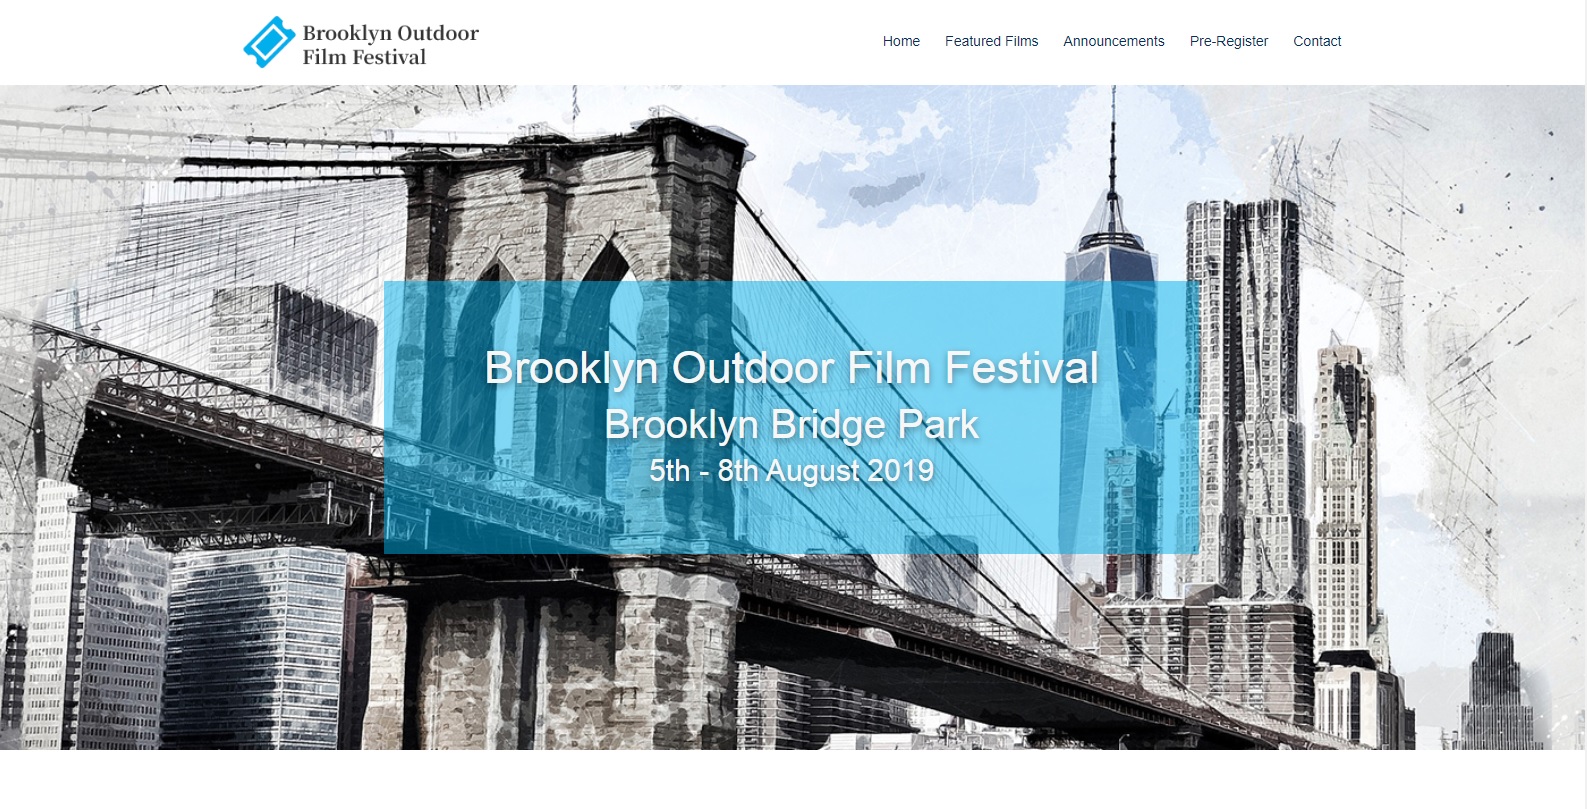 Brooklyn Outdoor
Film Festival
Home
Featured Films
Announcements
Pre-Register
Contact
Brooklyn Outdoor Film Festival
Brooklyn Bridge Park
5th - 8th August 2019